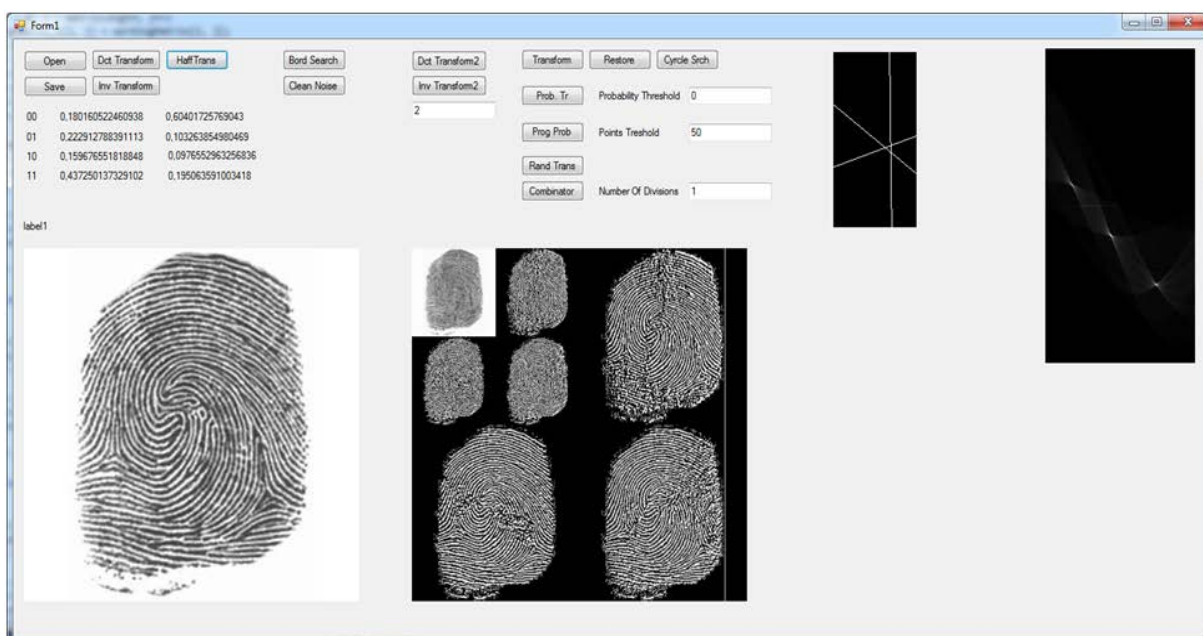 Form1
Open Dct Transform HaffTrans Bord Search Dct Transform2 Transform Restore Cyrcle Srch
Save Inv Transform Clean Noise Inv Transform2
2
Prob. Tr Probability Threshold 0
Prog Prob Points Treshold 50
Rand Trans
Combinator Number Of Divisions 1
00 0,180160522460938 0,60401725769043
01 0,222912788391113 0,103263854980469
10 0,159676551818848 0,0976552963256836
11 0,437250137329102 0,195063591003418
label1